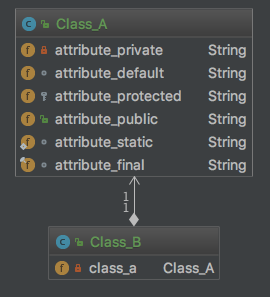 Class_A
attribute_private String
attribute_default String
attribute_protected String
attribute_public String
attribute_static String
attribute_final String
1
1
Class_B
class_a Class_A